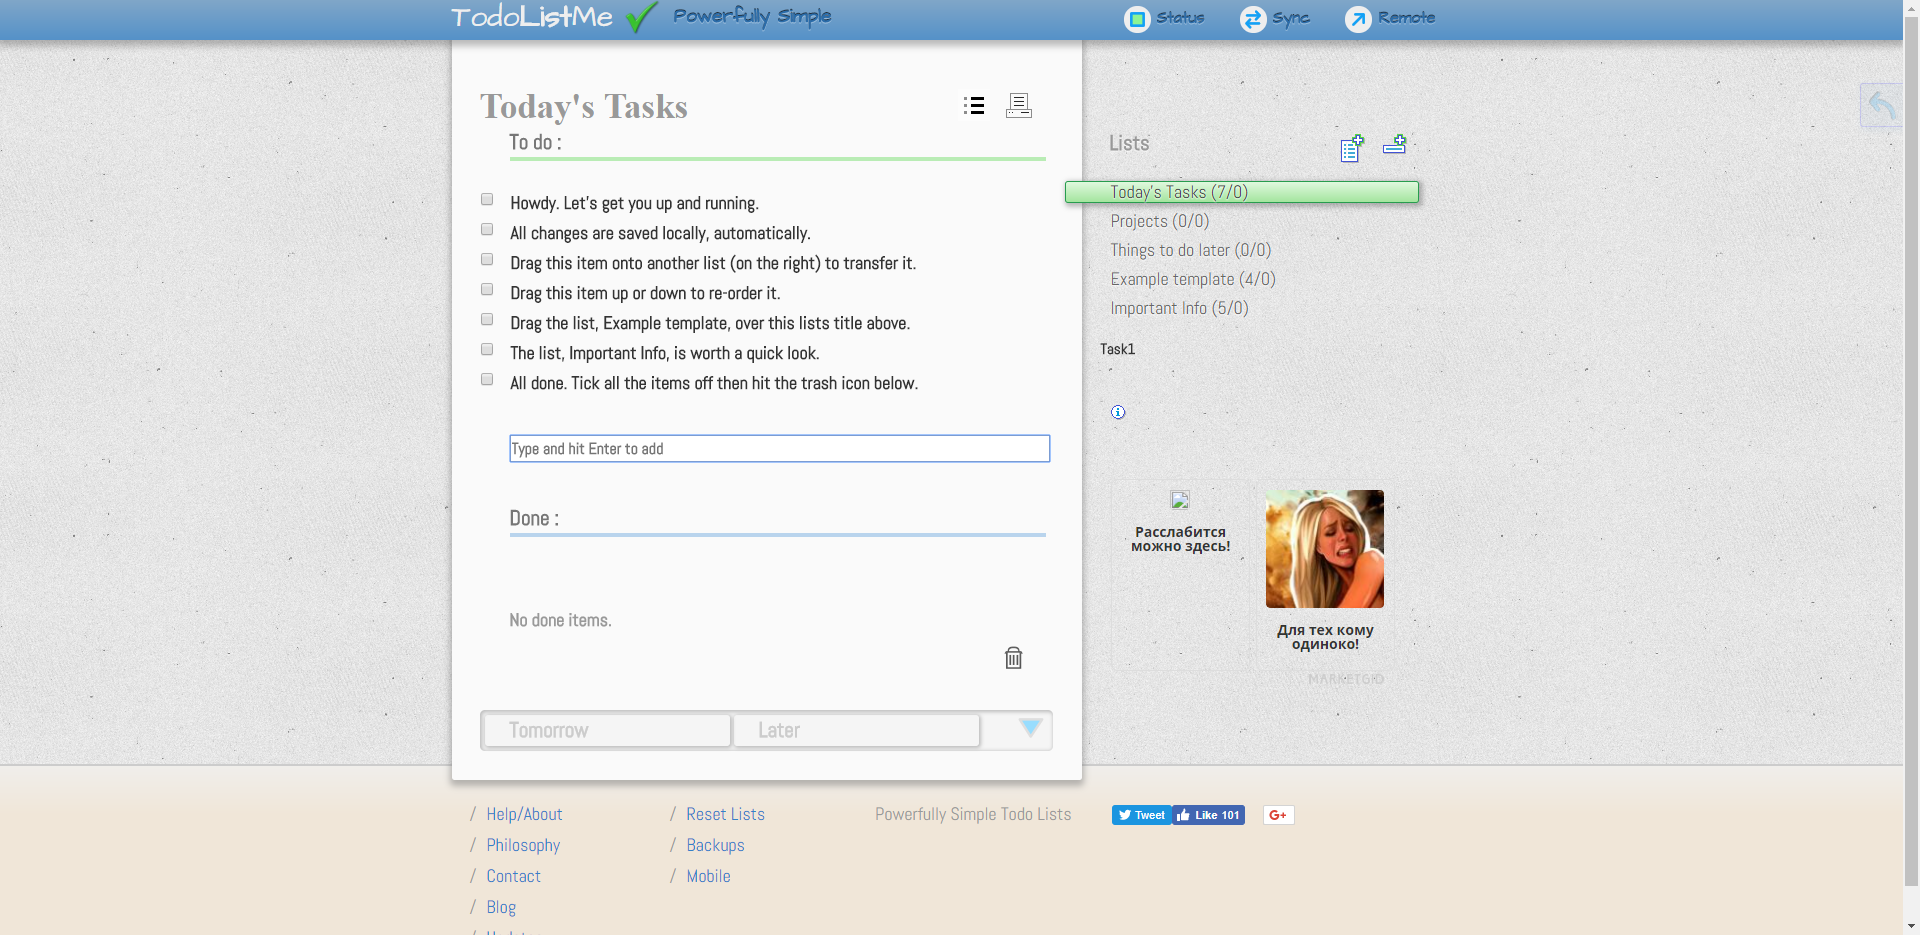 TodoListMe
Powerfully Simple
Status
Sync
Remote
Today's Tasks
To do :
Howdy. Let's get you up and running.
All changes are saved locally, automatically.
Drag this item onto another list (on the right) to transfer it.
Drag this item up or down to re-order it.
Drag the list, Example template, over this lists title above.
The list, Important Info, is worth a quick look.
All done. Tick all the items off then hit the trash icon below.
Type and hit Enter to add
Done :
No done items.
Tomorrow
Later
Lists
Today's Tasks (7/0)
Projects (0/0)
Things to do later (0/0)
Example template (4/0)
Important Info (5/0)
Task1
Расслабится
можно здесь!
Для тех кому
одиноко!
MARKETGID
/ Help/About
/ Philosophy
/ Contact
/ Blog
/ Reset Lists
/ Backups
/ Mobile
Powerfully Simple Todo Lists
Tweet
Like 101
G+